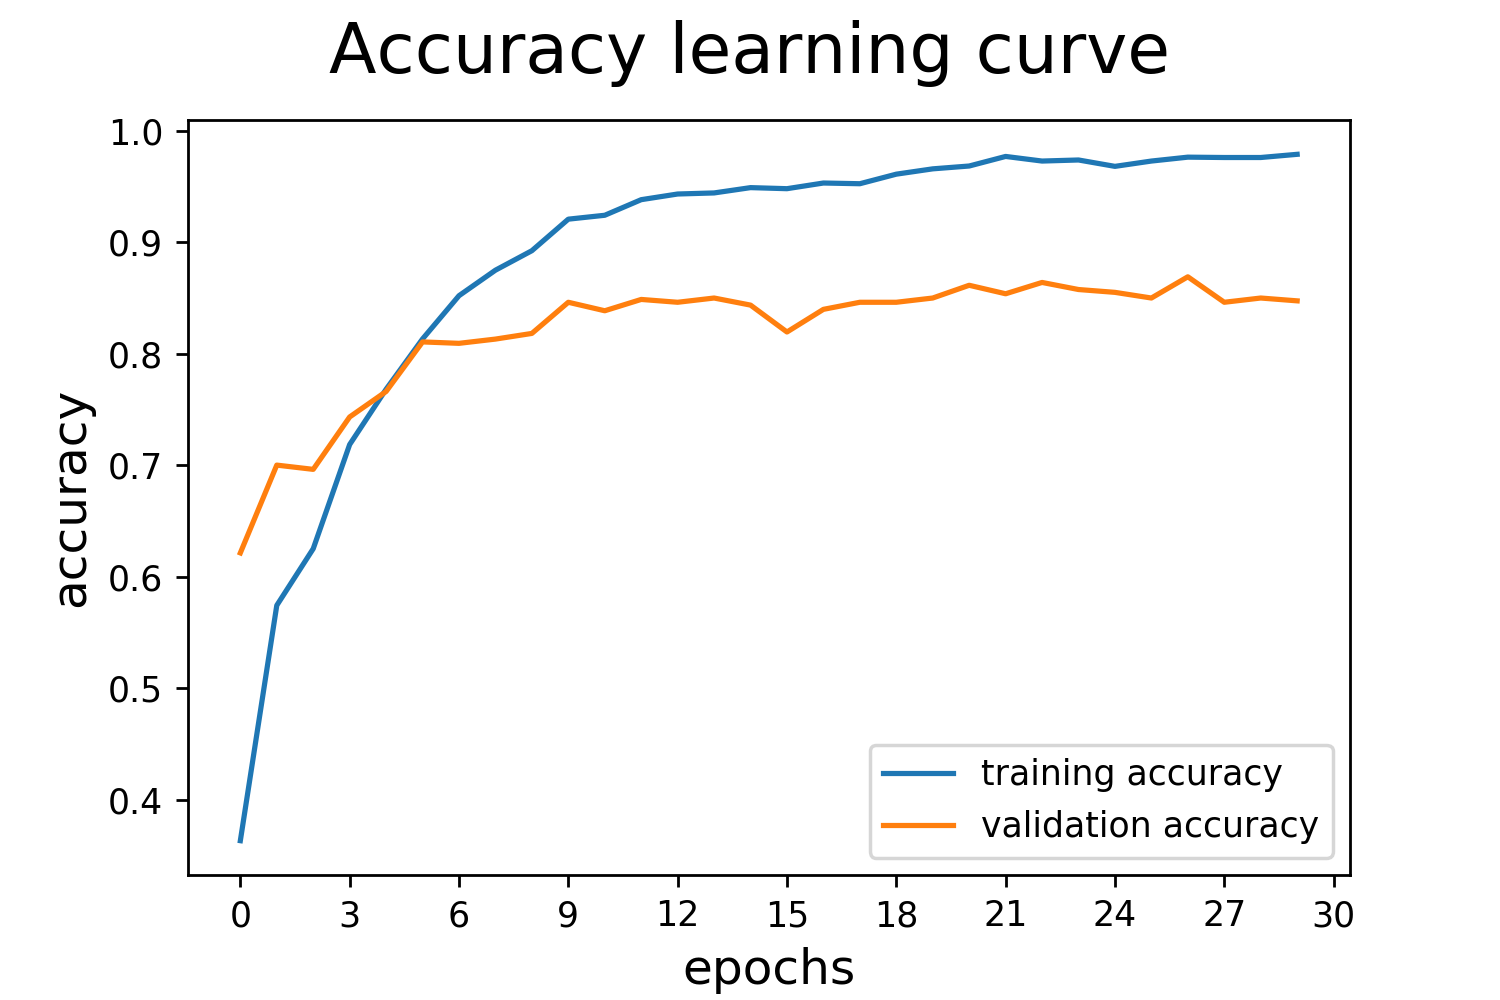 Accuracy learning curve
1.0
0.9
0.8
0.7
0.6
0.5
0.4
accuracy
training accuracy
validation accuracy
0 3 6 9 12 15 18 21 24 27 30
epochs